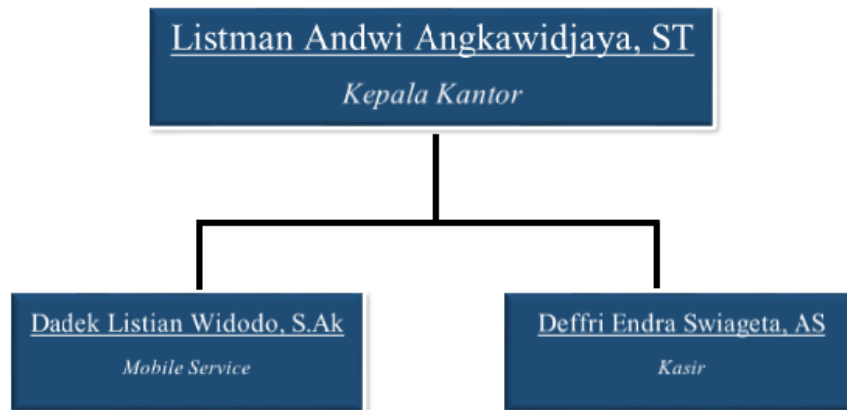 Listman Andwi Angkawidjaya, ST
Kepala Kantor
Dadek Listian Widodo, S.Ak
Mobile Service
Deffri Endra Swiageta, AS
Kasir